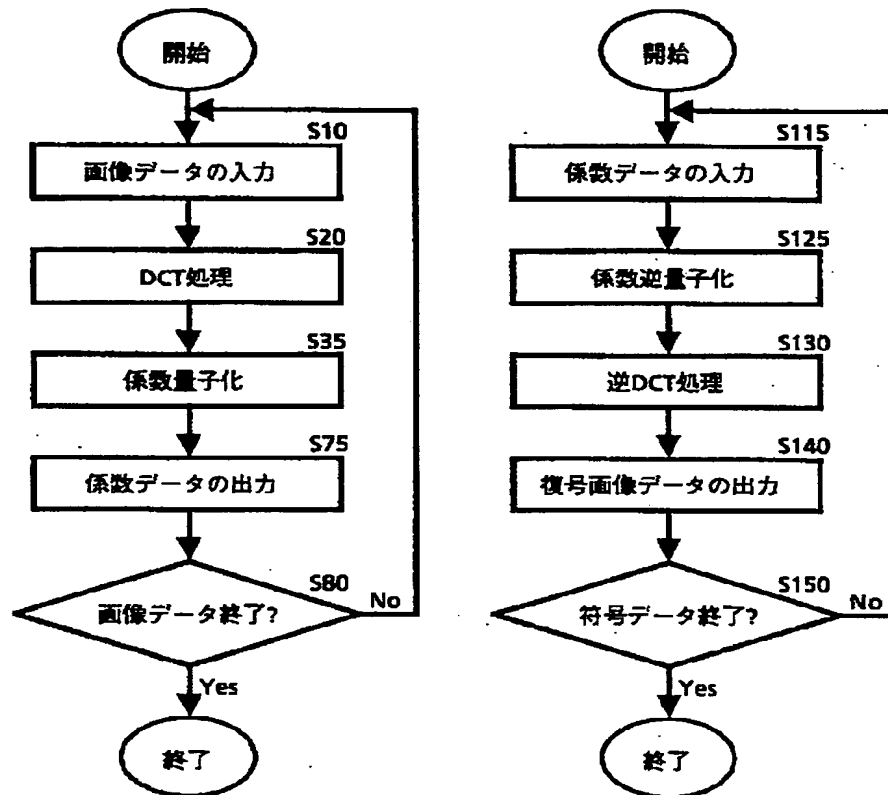 開始
S10
画像データの入力
S20
DCT処理
S35
係数量子化
S75
係数データの出力
S80
画像データ終了?
No
Yes
終了
開始
S115
係数データの入力
S125
係数逆量子化
S130
逆DCT処理
S140
復号画像データの出力
S150
符号データ終了?
No
Yes
終了